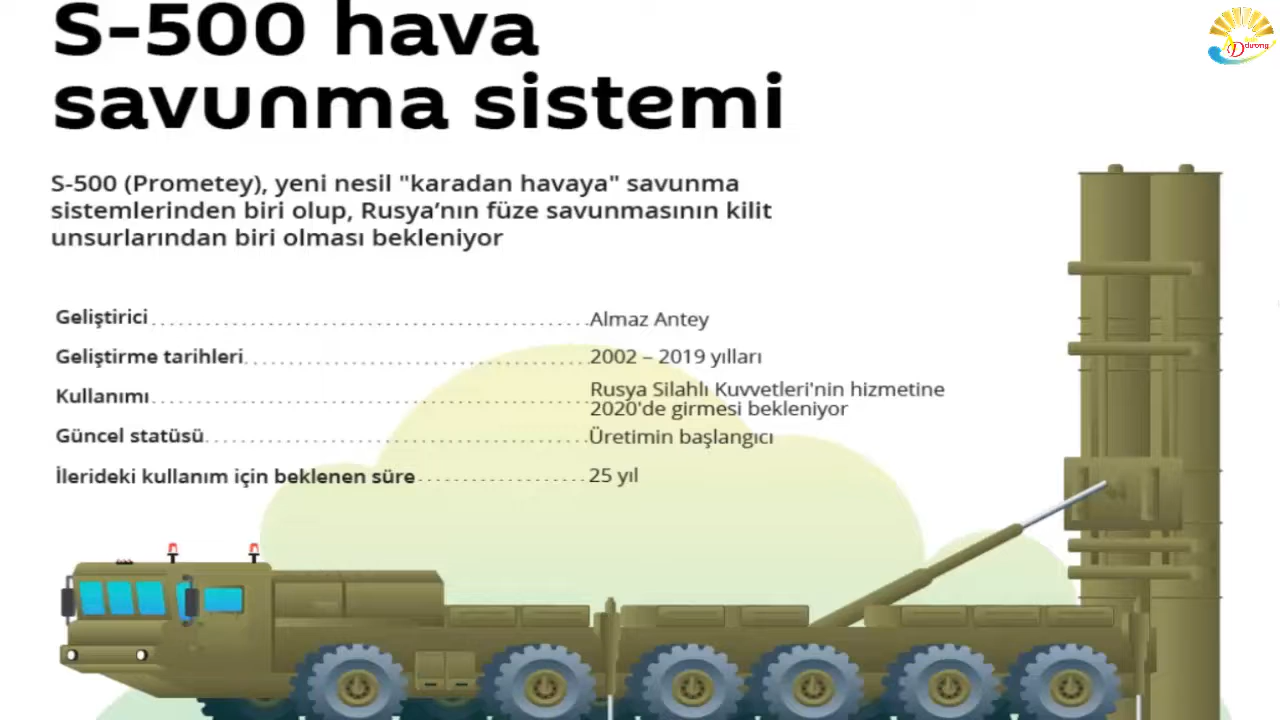 S-500 hava
savunma sistemi
S-500 (Prometey), yeni nesil "karadan havaya" savunma
sistemlerinden biri olup, Rusya’nın füze savunmasının kilit
unsurlarından biri olması bekleniyor
Geliştirici Almaz Antey
Geliştirme tarihleri 2002 – 2019 yılları
Kullanımı Rusya Silahlı Kuvvetleri'nin hizmetine
2020'de girmesi bekleniyor
Güncel statüsü Üretimin başlangıcı
İlerideki kullanım için beklenen süre 25 yıl